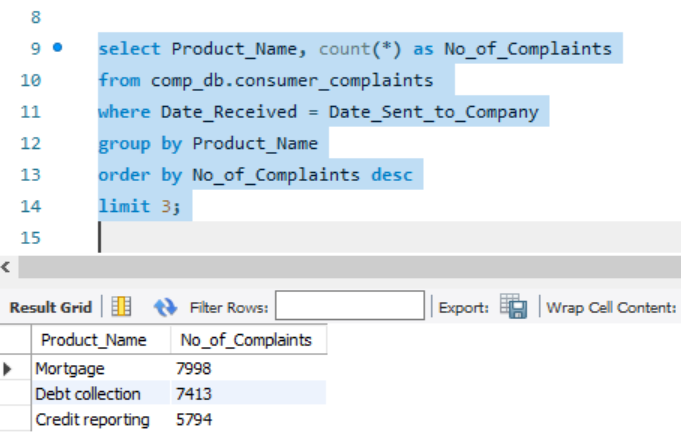 8
9 select Product_Name, count(*) as No_of_Complaints
10 from comp_db.consumer_complaints
11 where Date_Received = Date_Sent_to_Company
12 group by Product_Name
13 order by No_of_Complaints desc
14 limit 3;
15
Result Grid Filter Rows: Export: Wrap Cell Content:
Product_Name No_of_Complaints
Mortgage 7998
Debt collection 7413
Credit reporting 5794